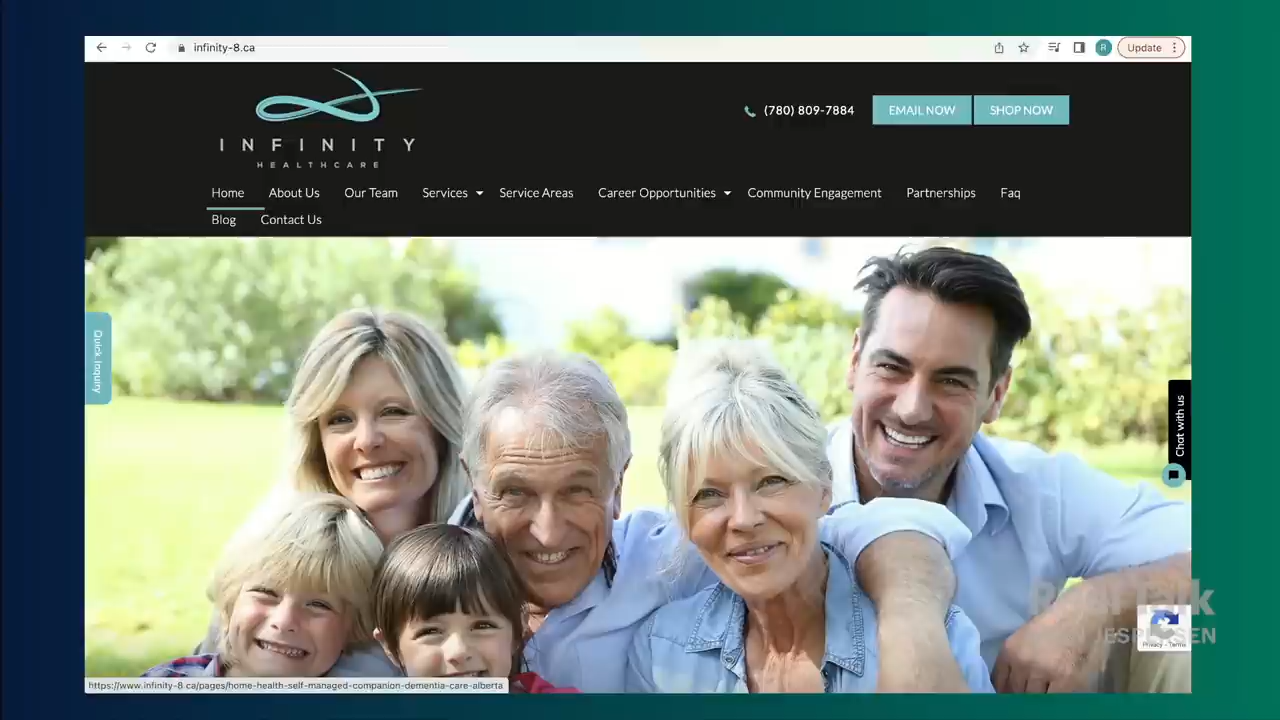 infinity-8.ca
R
Update
INFINITY
HEALTHCARE
(780) 809-7884
EMAIL NOW
SHOP NOW
Home
About Us
Our Team
Services
Service Areas
Career Opportunities
Community Engagement
Partnerships
Faq
Blog
Contact Us
Quick Inquiry
Chat with us
Privacy - Terms
https://www.infinity-8.ca/pages/home-health-self-managed-companion-dementia-care-alberta